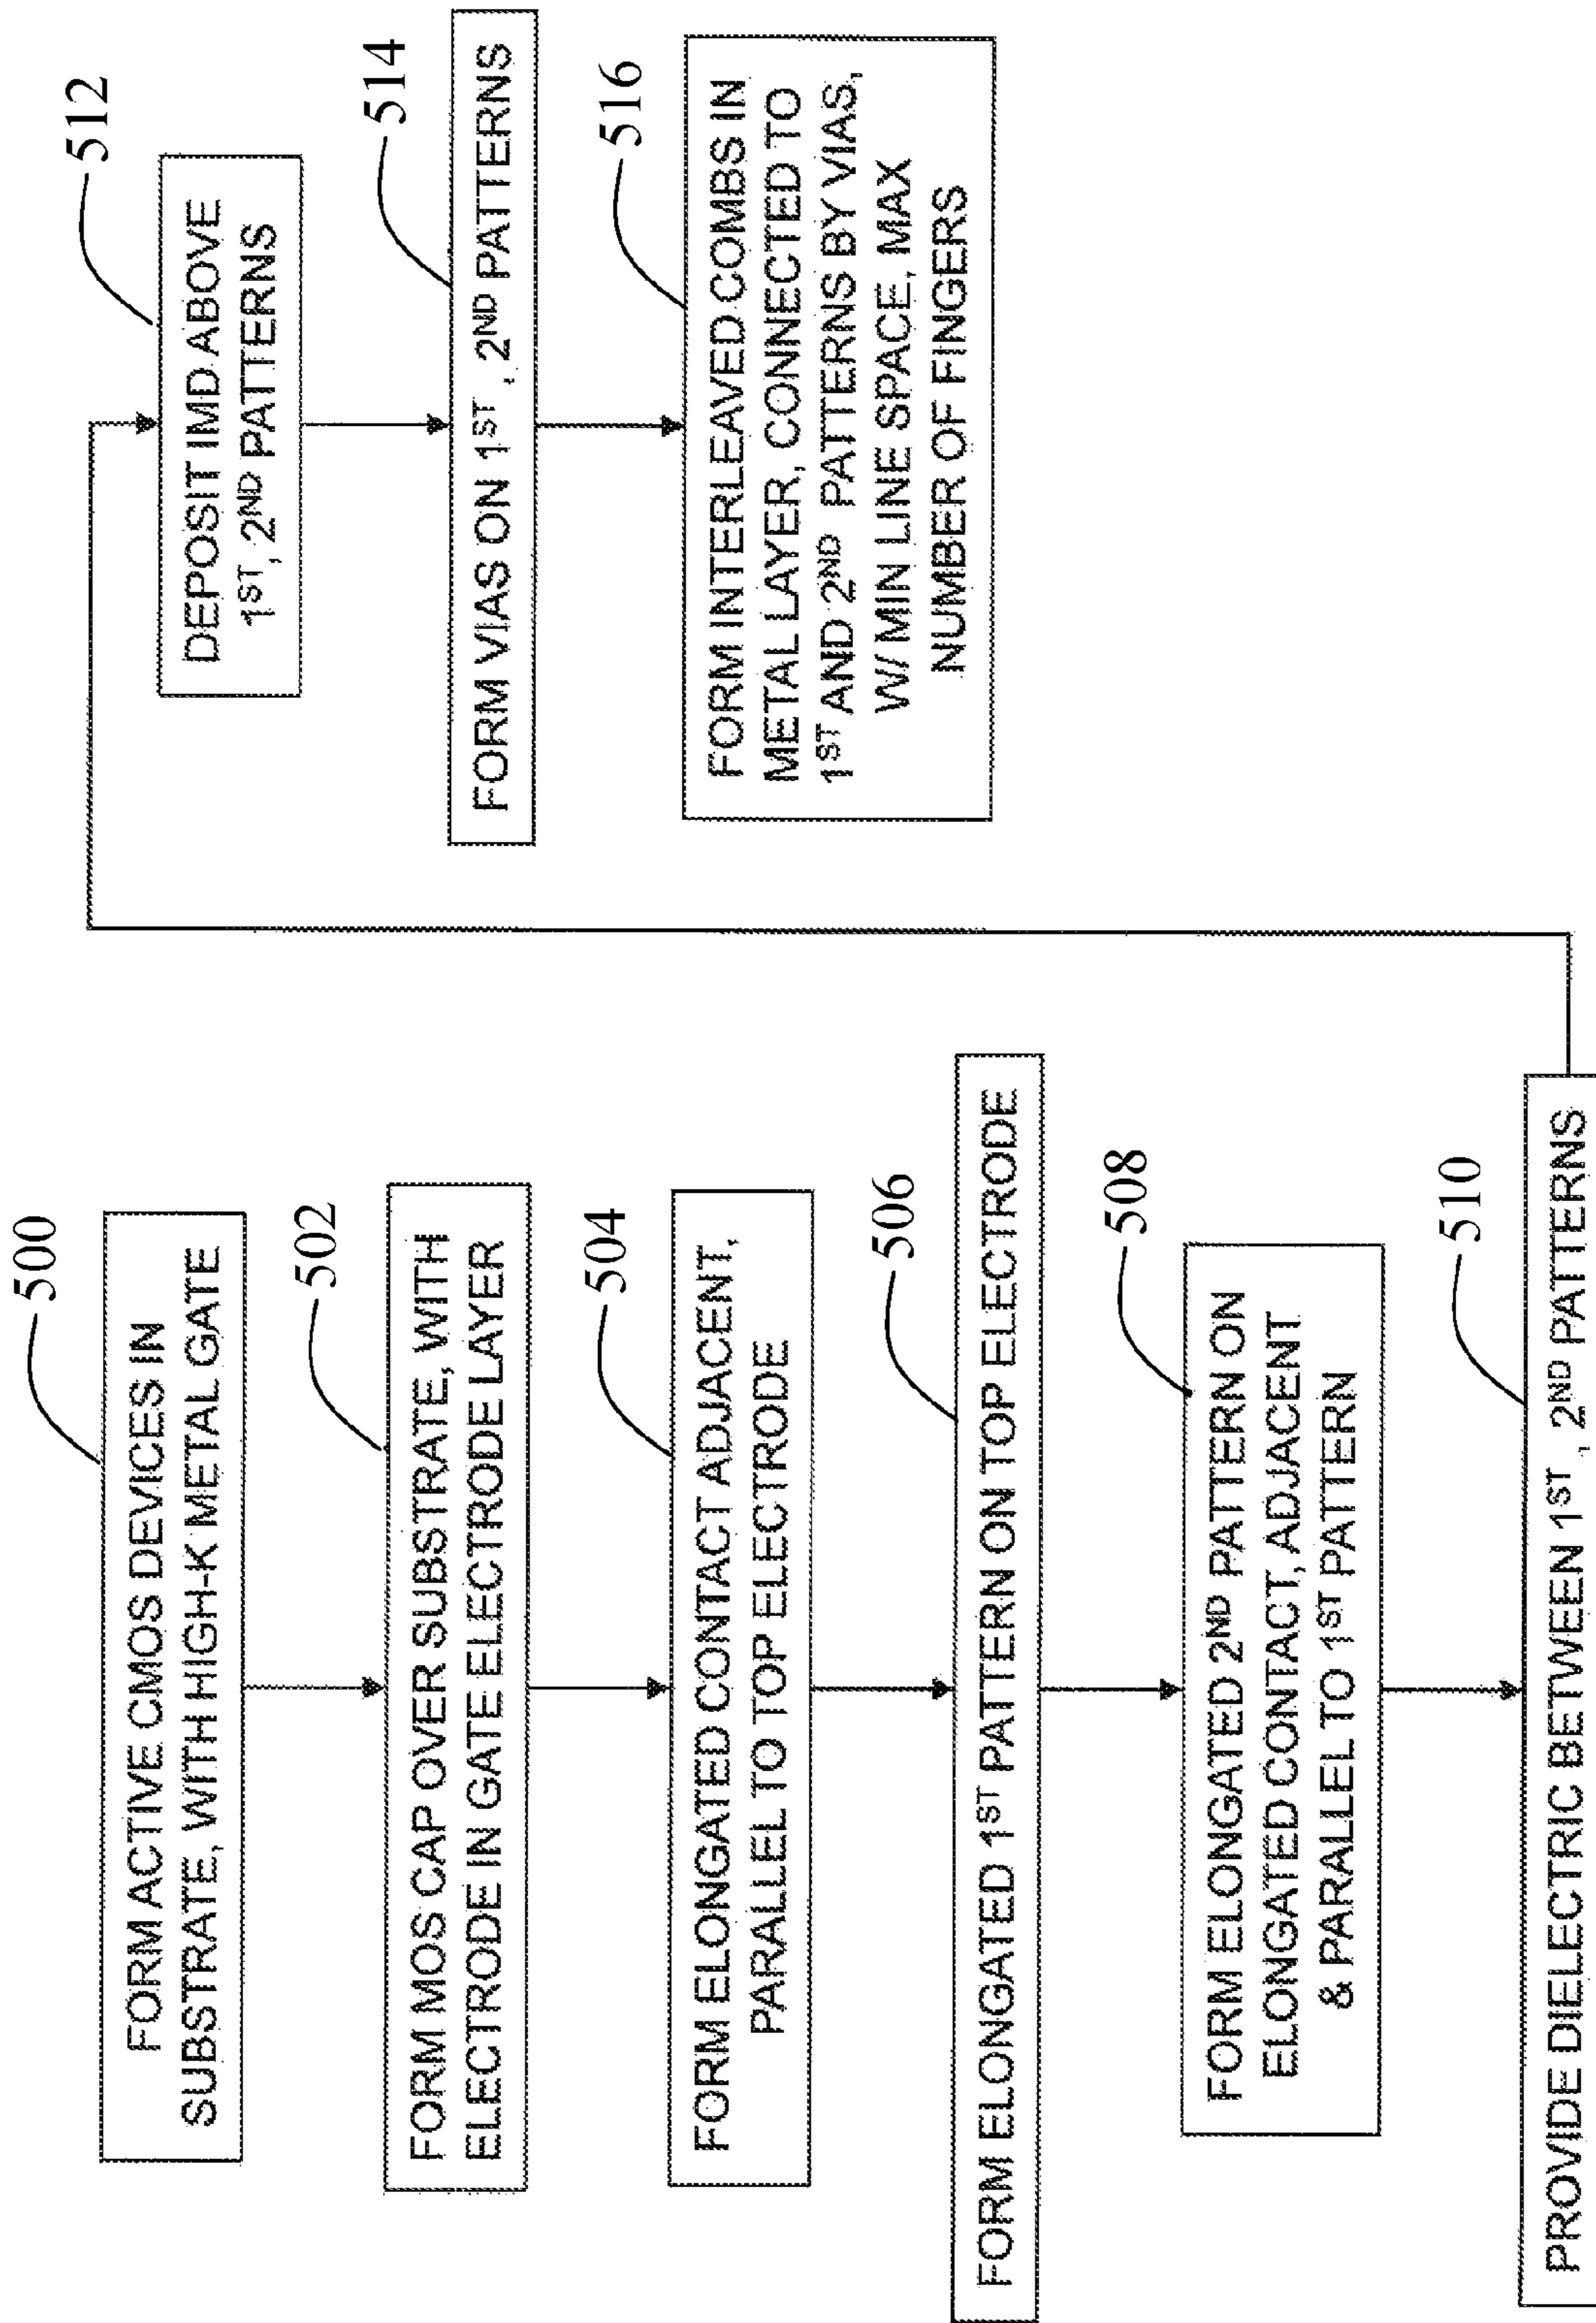 500
FORM ACTIVE CMOS DEVICES IN
SUBSTRATE, WITH HIGH-K METAL GATE
502
FORM MOS CAP OVER SUBSTRATE, WITH
ELECTRODE IN GATE ELECTRODE LAYER
504
FORM ELONGATED CONTACT ADJACENT,
PARALLEL TO TOP ELECTRODE
506
FORM ELONGATED 1ST PATTERN ON TOP ELECTRODE
508
FORM ELONGATED 2ND PATTERN ON
ELONGATED CONTACT, ADJACENT
& PARALLEL TO 1ST PATTERN
510
PROVIDE DIELECTRIC BETWEEN 1ST, 2ND PATTERNS
512
DEPOSIT IMD ABOVE
1ST, 2ND PATTERNS
514
FORM VIAS ON 1ST, 2ND PATTERNS
516
FORM INTERLEAVED COMBS IN
METAL LAYER, CONNECTED TO
1ST AND 2ND PATTERNS BY VIAS,
W/ MIN LINE SPACE, MAX
NUMBER OF FINGERS